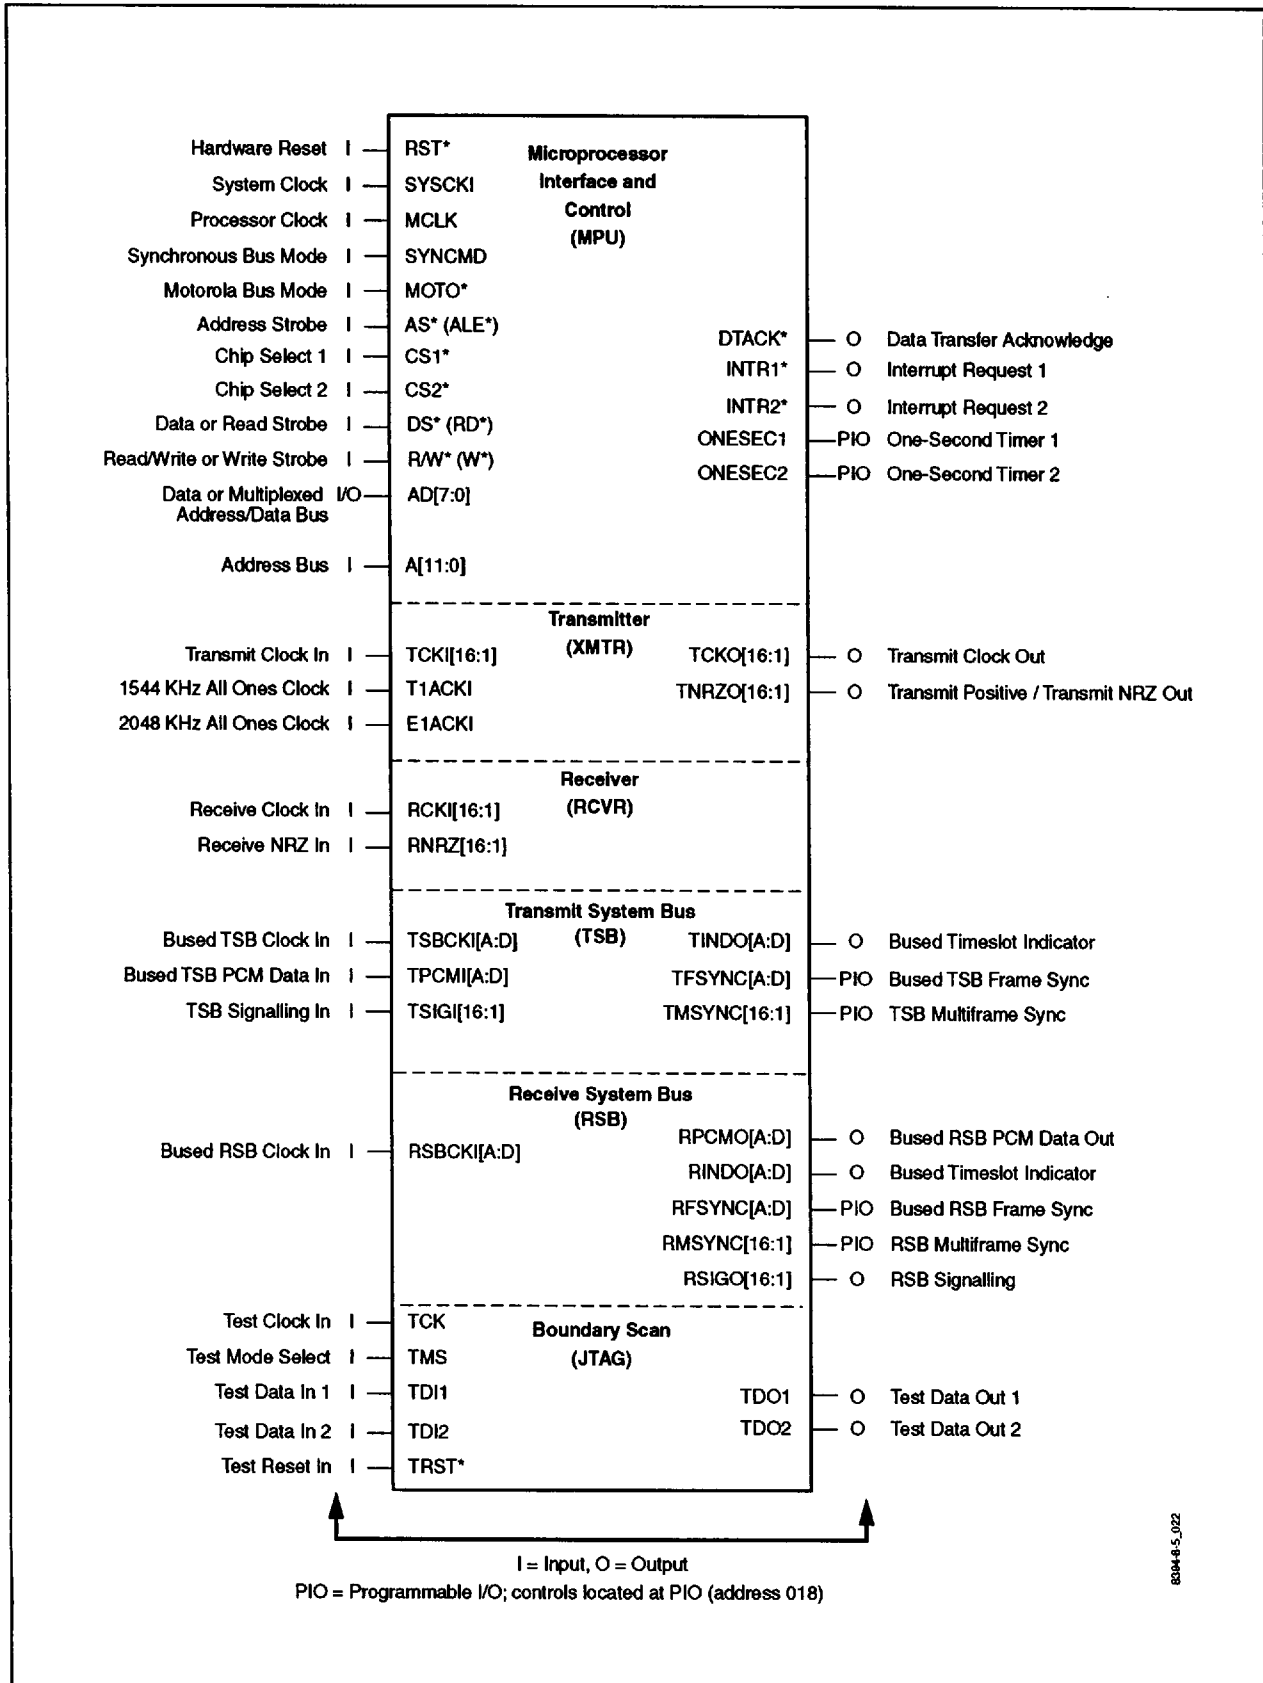 Hardware Reset I RST* Microprocessor
System Clock I SYSCKI Interface and
Processor Clock I MCLK Control
(MPU)
Synchronous Bus Mode I SYNCMD
Motorola Bus Mode I MOTO*
Address Strobe I AS* (ALE*)
DTACK* O Data Transfer Acknowledge
Chip Select 1 I CS1*
INTR1* O Interrupt Request 1
Chip Select 2 I CS2*
INTR2* O Interrupt Request 2
Data or Read Strobe I DS* (RD*)
ONESEC1 PIO One-Second Timer 1
Read/Write or Write Strobe I R/W* (W*)
ONESEC2 PIO One-Second Timer 2
Data or Multiplexed I/O AD[7:0]
Address/Data Bus
Address Bus I A[11:0]
Transmitter
(XMTR)
Transmit Clock In I TCKI[16:1] TCKO[16:1] O Transmit Clock Out
1544 KHz All Ones Clock I T1ACKI TNRZO[16:1] O Transmit Positive / Transmit NRZ Out
2048 KHz All Ones Clock I E1ACKI
Receiver
(RCVR)
Receive Clock In I RCKI[16:1]
Receive NRZ In I RNRZ[16:1]
Transmit System Bus
(TSB)
Bused TSB Clock In I TSBCKI[A:D] TINDO[A:D] O Bused Timeslot Indicator
Bused TSB PCM Data In I TPCMI[A:D] TFSYNC[A:D] PIO Bused TSB Frame Sync
TSB Signalling In I TSIGI[16:1] TMSYNC[16:1] PIO TSB Multiframe Sync
Receive System Bus
(RSB)
RPCMO[A:D] O Bused RSB PCM Data Out
Bused RSB Clock In I RSBCKI[A:D]
RINDO[A:D] O Bused Timeslot Indicator
RFSYNC[A:D] PIO Bused RSB Frame Sync
RMSYNC[16:1] PIO RSB Multiframe Sync
RSIGO[16:1] O RSB Signalling
Test Clock In I TCK Boundary Scan
Test Mode Select I TMS (JTAG)
Test Data In 1 I TDI1 TDO1 O Test Data Out 1
Test Data In 2 I TDI2 TDO2 O Test Data Out 2
Test Reset In I TRST*
I = Input, O = Output
PIO = Programmable I/O; controls located at PIO (address 018)
8394-8-5_022